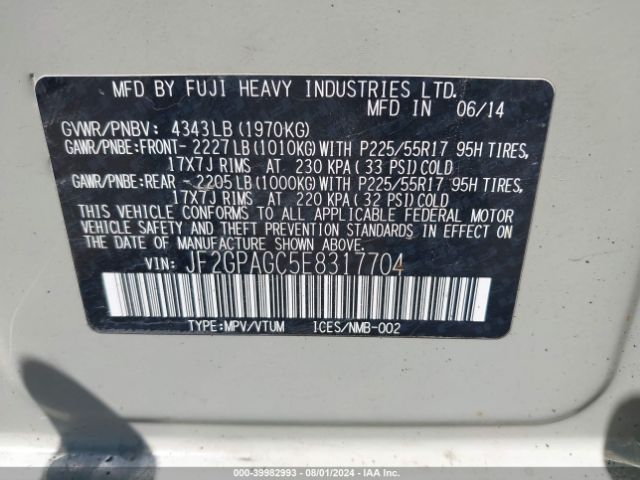 MFD BY FUJI HEAVY INDUSTRIES LTD.
MFD IN 06/14
GVWR/PNBV: 4343LB(1970KG)
GAWR/PNBE:FRONT- 2227LB(1010KG)WITH P225/55R17 95H TIRES,
17X7J RIMS AT 230 KPA(33 PSI)COLD
GAWR/PNBE:REAR - 2205LB(1000KG)WITH P225/55R17 95H TIRES,
17X7J RIMS AT 220 KPA(32 PSI)COLD
THIS VEHICLE CONFORMS TO ALL APPLICABLE FEDERAL MOTOR
VEHICLE SAFETY AND THEFT PREVENTION STANDARDS IN EFFECT
ON THE DATE OF MANUFACTURE SHOWN ABOVE.
VIN: JF2GPAGC5E8317704
TYPE:MPV/VTUM ICES/NMB-002
000-39982993 - 08/01/2024 - IAA Inc.